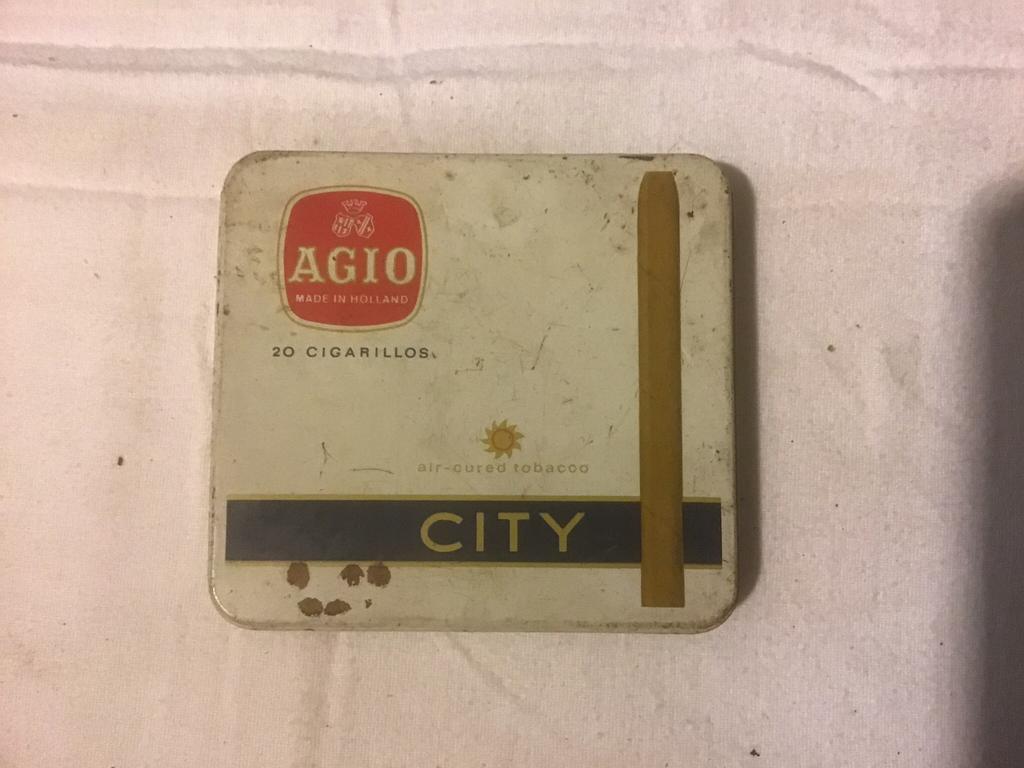 AGIO
MADE IN HOLLAND
20 CIGARILLOS
air-cured tobacco
CITY